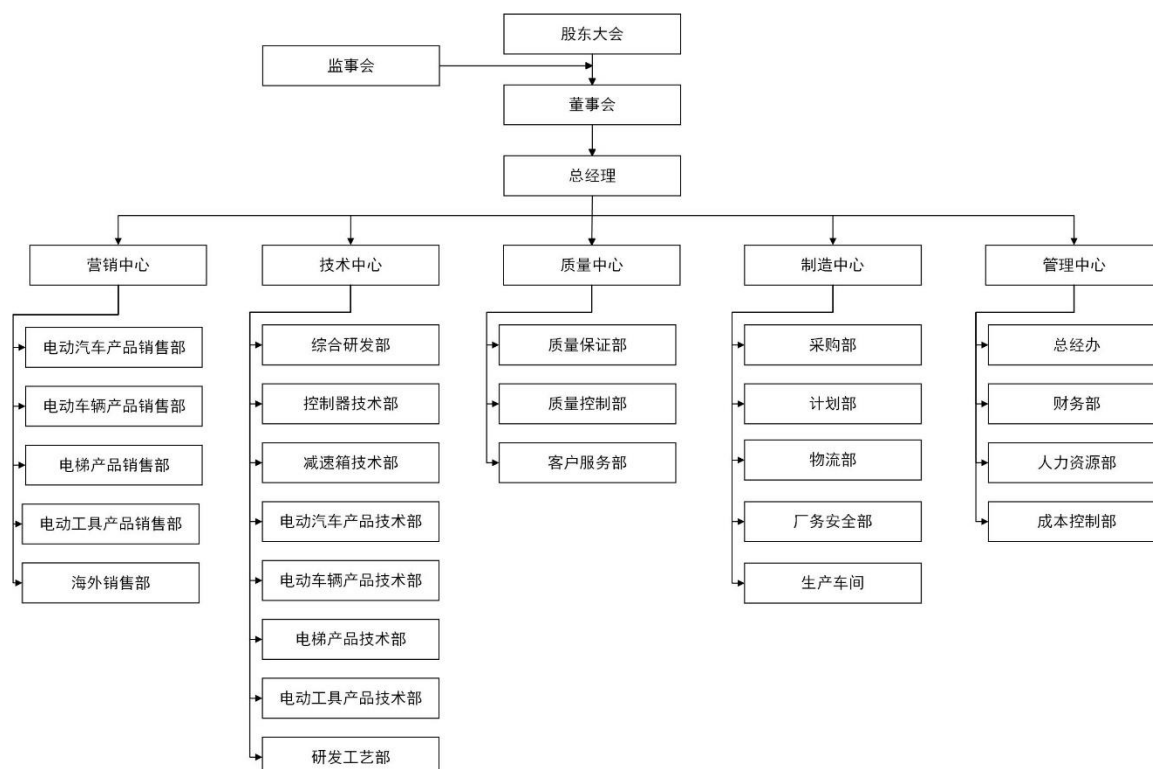 股东大会
监事会
董事会
总经理
营销中心
技术中心
质量中心
制造中心
管理中心
电动汽车产品销售部
电动车辆产品销售部
电梯产品销售部
电动工具产品销售部
海外销售部
综合研发部
控制器技术部
减速箱技术部
电动汽车产品技术部
电动车辆产品技术部
电梯产品技术部
电动工具产品技术部
研发工艺部
质量保证部
质量控制部
客户服务部
采购部
计划部
物流部
厂务安全部
生产车间
总经办
财务部
人力资源部
成本控制部